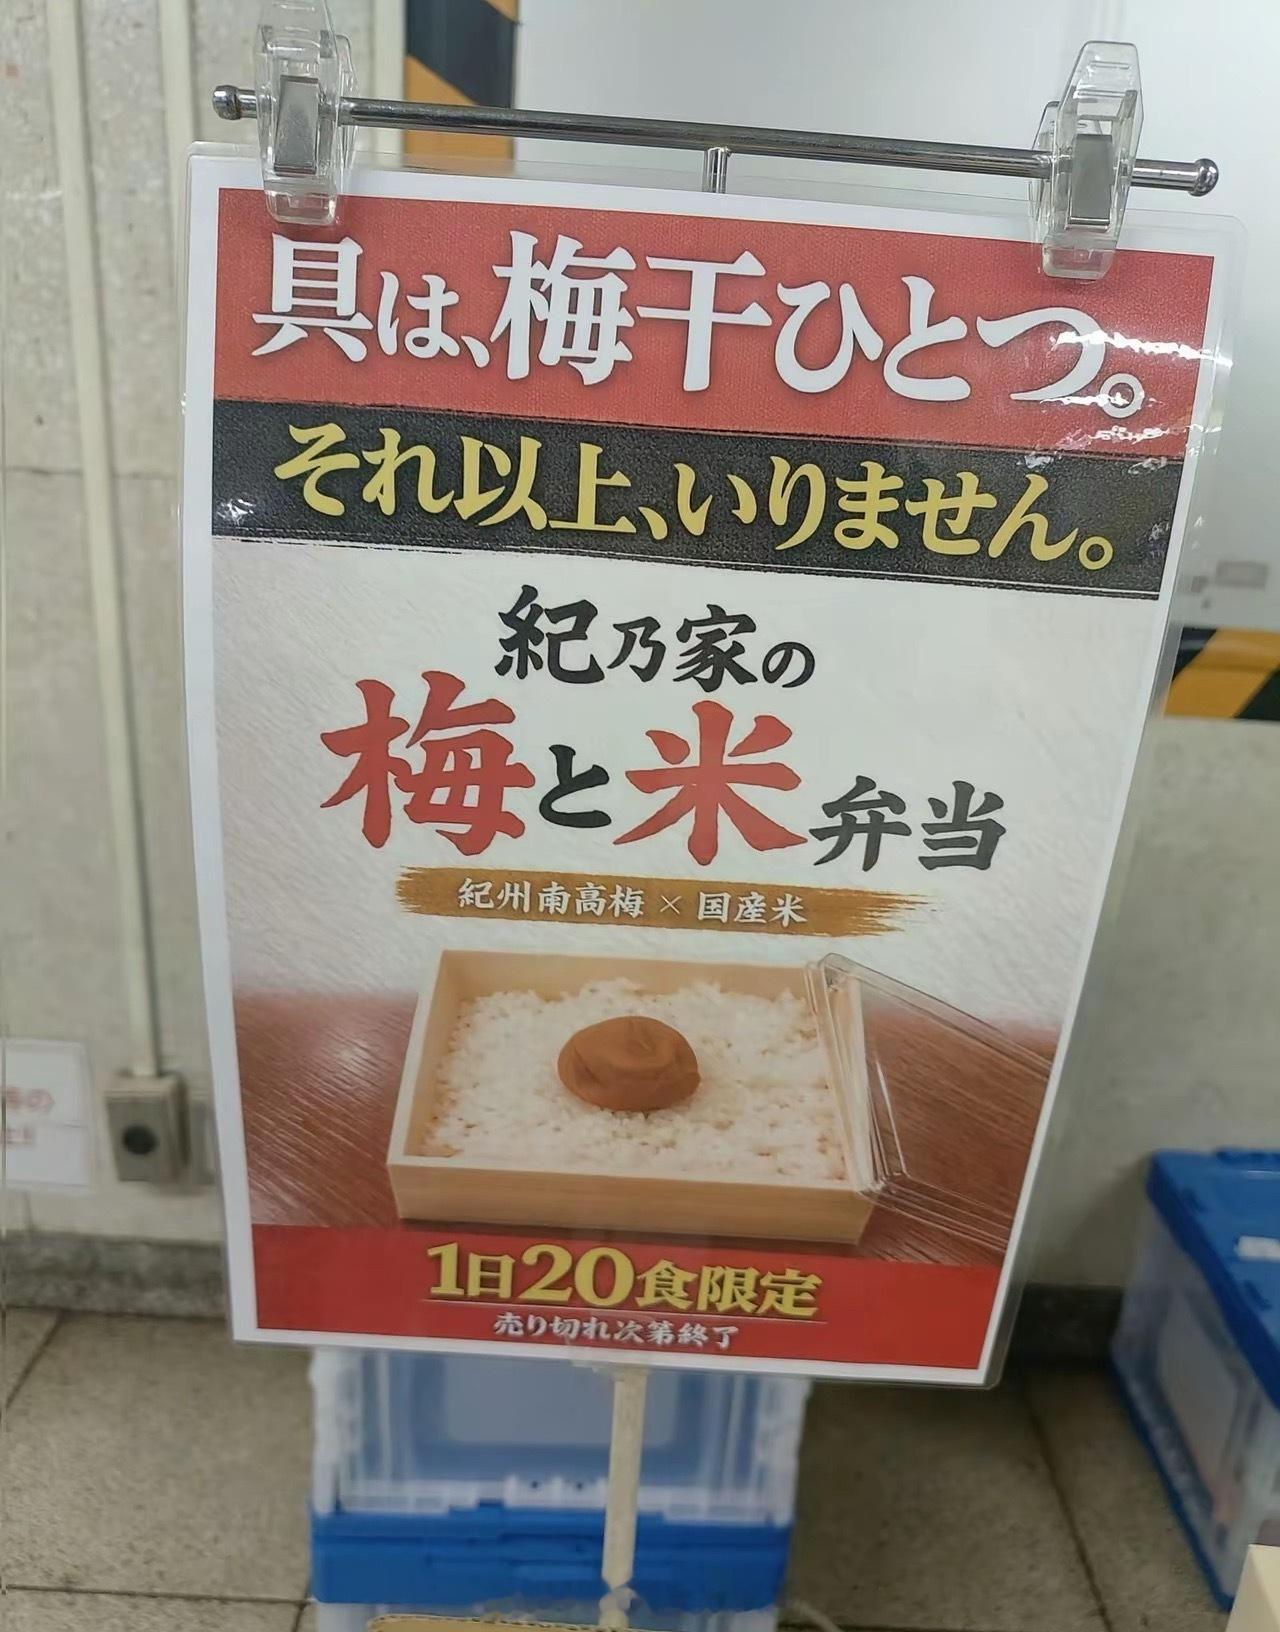 具は、梅干ひとつ。
それ以上、いりません。
紀乃家の
梅と米弁当
紀州南高梅×国産米
1日20食限定
売り切れ次第終了